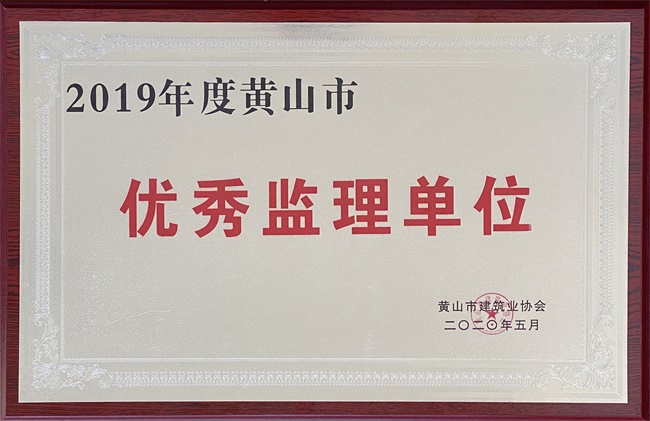 2019年度黄山市
优秀监理单位
黄山市建筑业协会
二〇二〇年五月